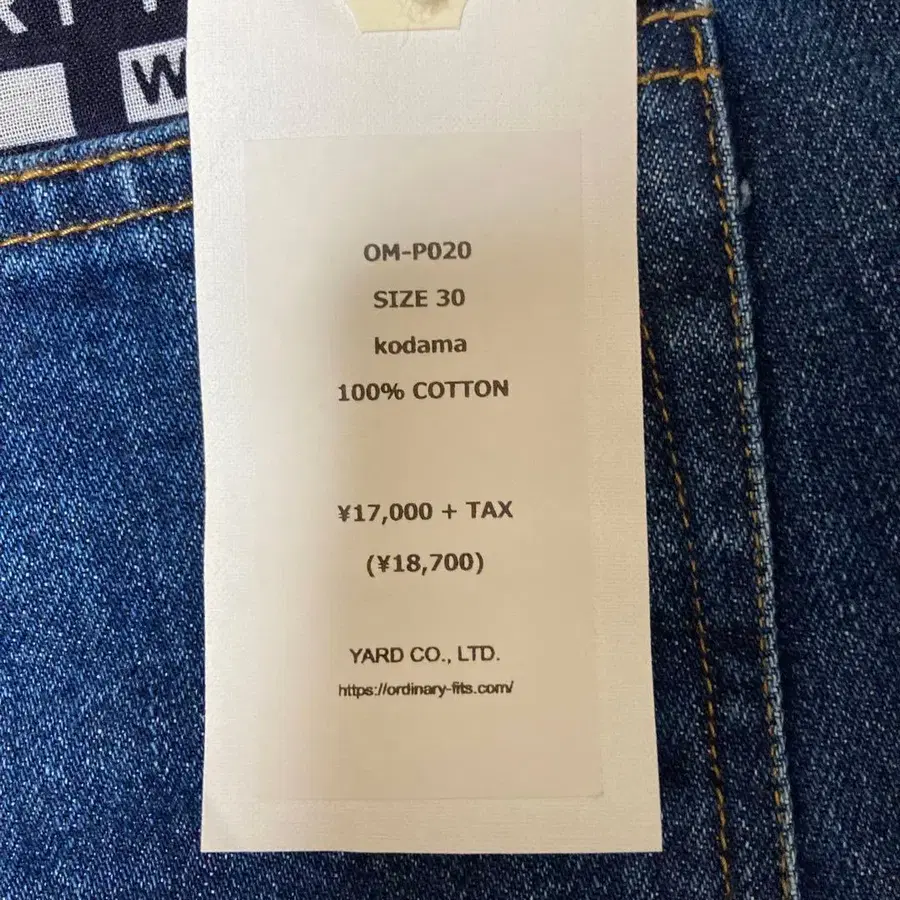 W
OM-P020
SIZE 30
kodama
100% COTTON
¥17,000 + TAX
(¥18,700)
YARD CO., LTD.
https://ordinary-fits.com/